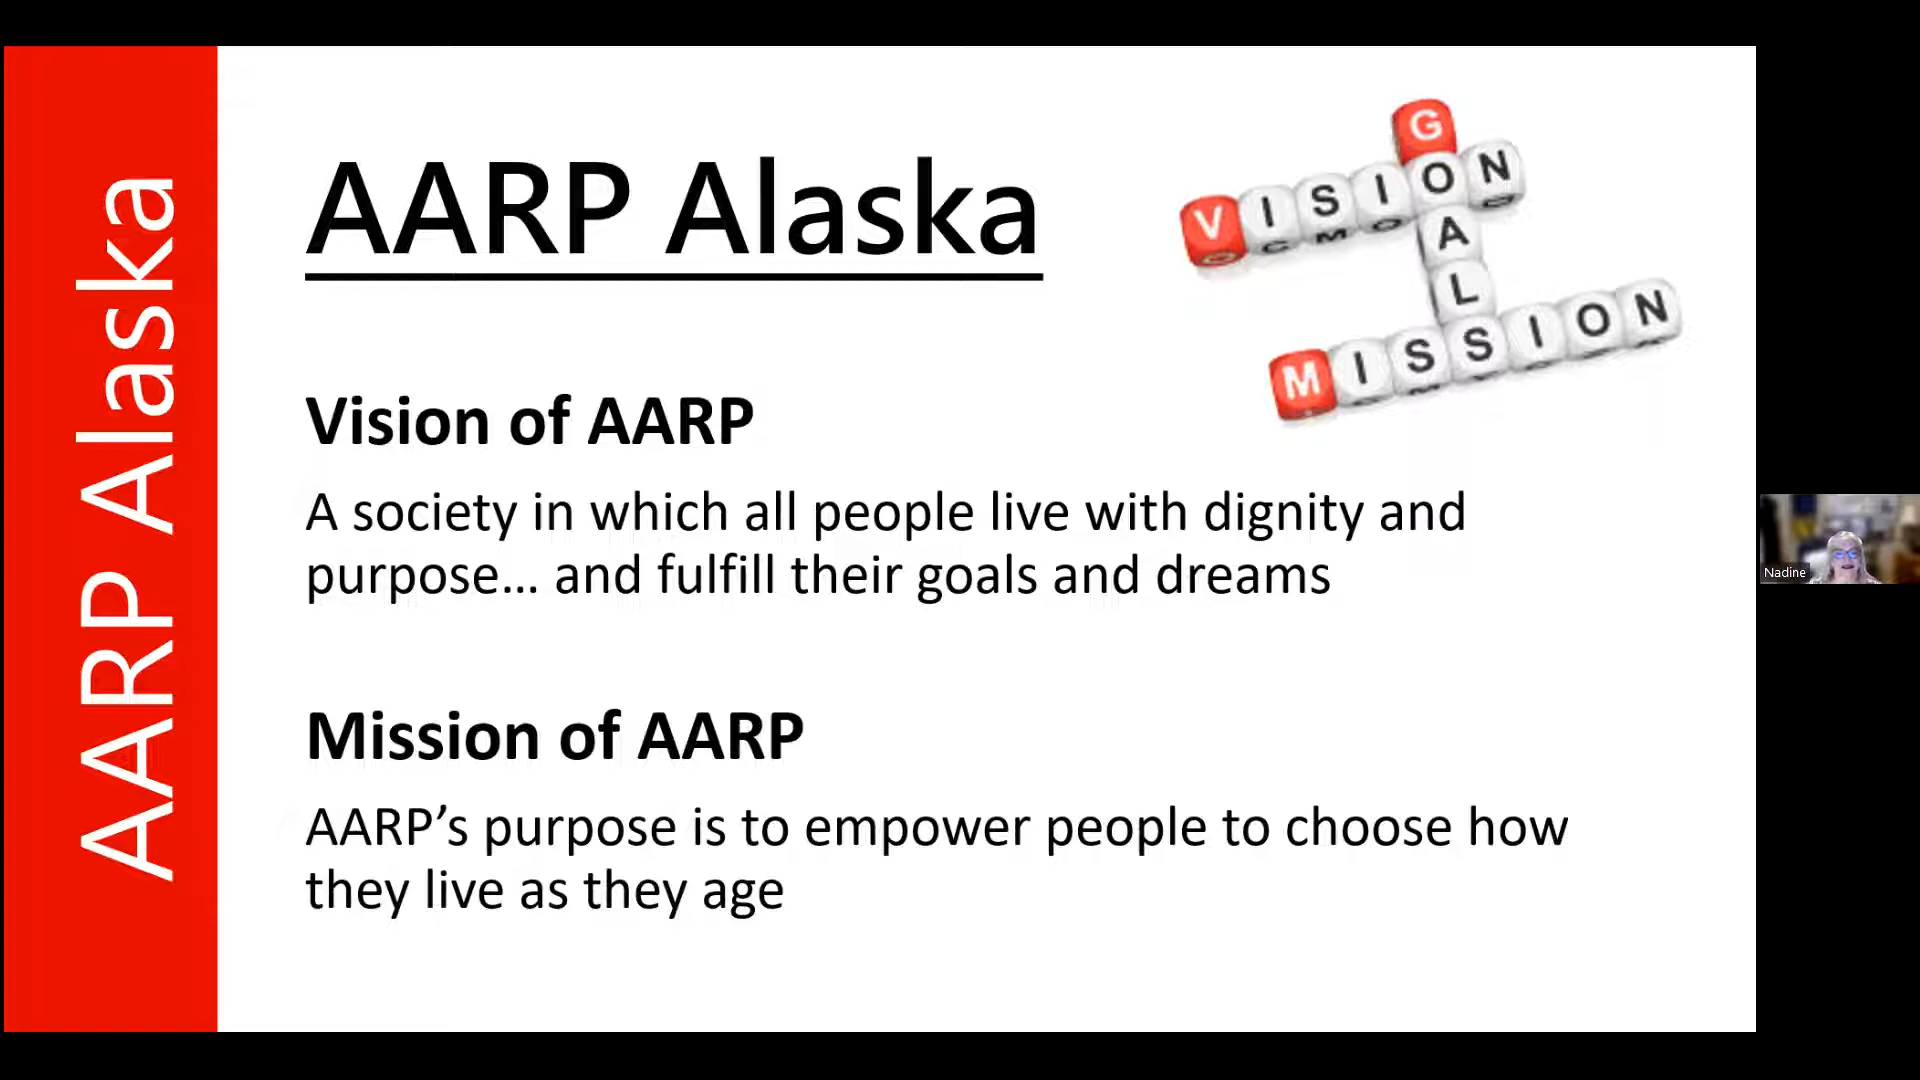 AARP Alaska
AARP Alaska
VISION
GOALS
MISSION
Vision of AARP
A society in which all people live with dignity and
purpose... and fulfill their goals and dreams
Mission of AARP
AARP’s purpose is to empower people to choose how
they live as they age
Nadine